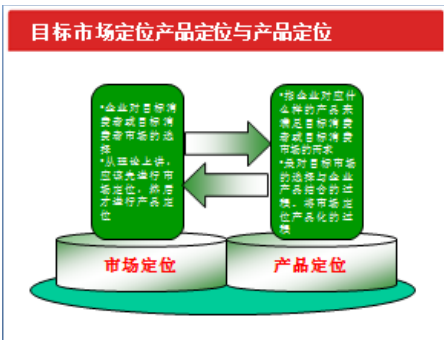 目标市场定位产品定位与产品定位
•企业对目标消
费者或目标消
费者市场的选
择
•从理论上讲，
应该先进行市
场定位，然后
才进行产品定
位
•指企业对应什
么样的产品来
满足目标消费
者或目标消费
市场的需求
•是对目标市场
的选择与企业
产品结合的过
程，将市场定
位产品化的过
程
市场定位
产品定位